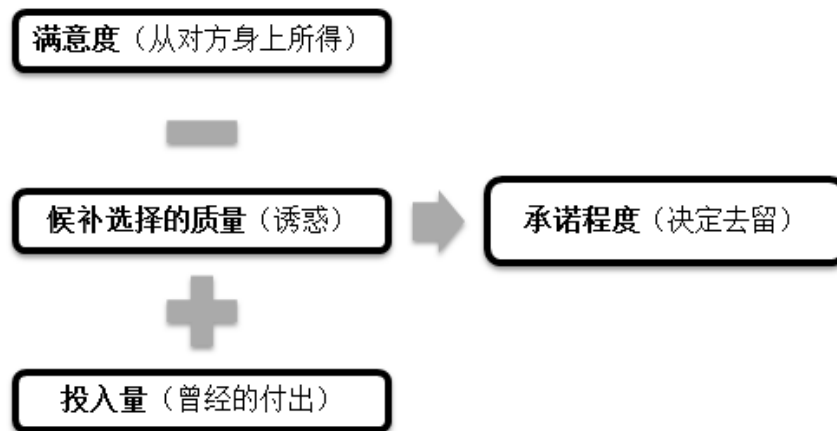 满意度（从对方身上所得）
候补选择的质量（诱惑）
承诺程度（决定去留）
投入量（曾经的付出）